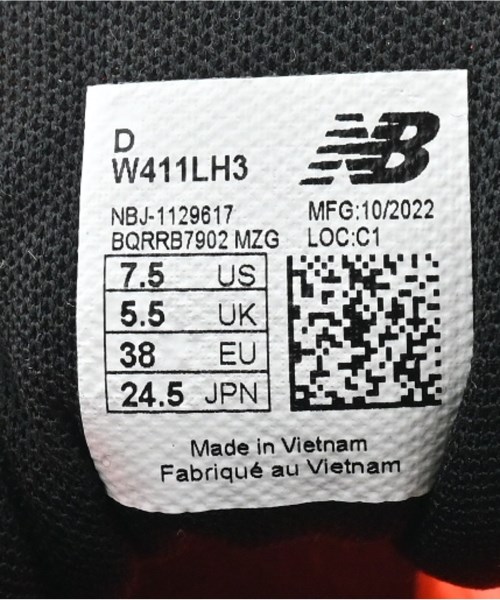 D
W411LH3
NB
NBJ-1129617
MFG:10/2022
BQRRB7902 MZG
LOC:C1
7.5 US
5.5 UK
38 EU
24.5 JPN
Made in Vietnam
Fabriqué au Vietnam